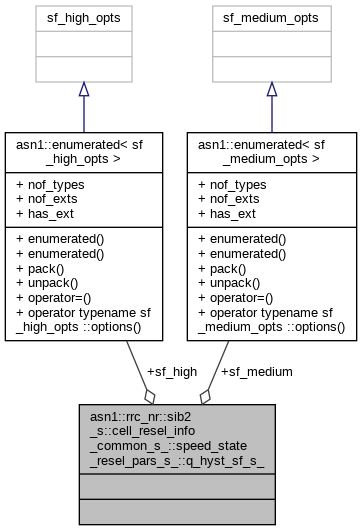 sf_high_opts
sf_medium_opts
asn1::enumerated< sf
_high_opts >
+ nof_types
+ nof_exts
+ has_ext
+ enumerated()
+ enumerated()
+ pack()
+ unpack()
+ operator=()
+ operator typename sf
_high_opts ::options()
asn1::enumerated< sf
_medium_opts >
+ nof_types
+ nof_exts
+ has_ext
+ enumerated()
+ enumerated()
+ pack()
+ unpack()
+ operator=()
+ operator typename sf
_medium_opts ::options()
+sf_high
+sf_medium
asn1::rrc_nr::sib2
_s::cell_resel_info
_common_s_::speed_state
_resel_pars_s_::q_hyst_sf_s_